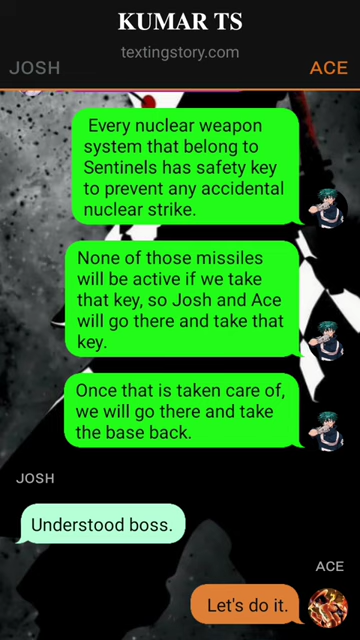 KUMAR TS
textingstory.com
JOSH
ACE
Every nuclear weapon
system that belong to
Sentinels has safety key
to prevent any accidental
nuclear strike.
None of those missiles
will be active if we take
that key, so Josh and Ace
will go there and take that
key.
Once that is taken care of,
we will go there and take
the base back.
JOSH
Understood boss.
ACE
Let's do it.